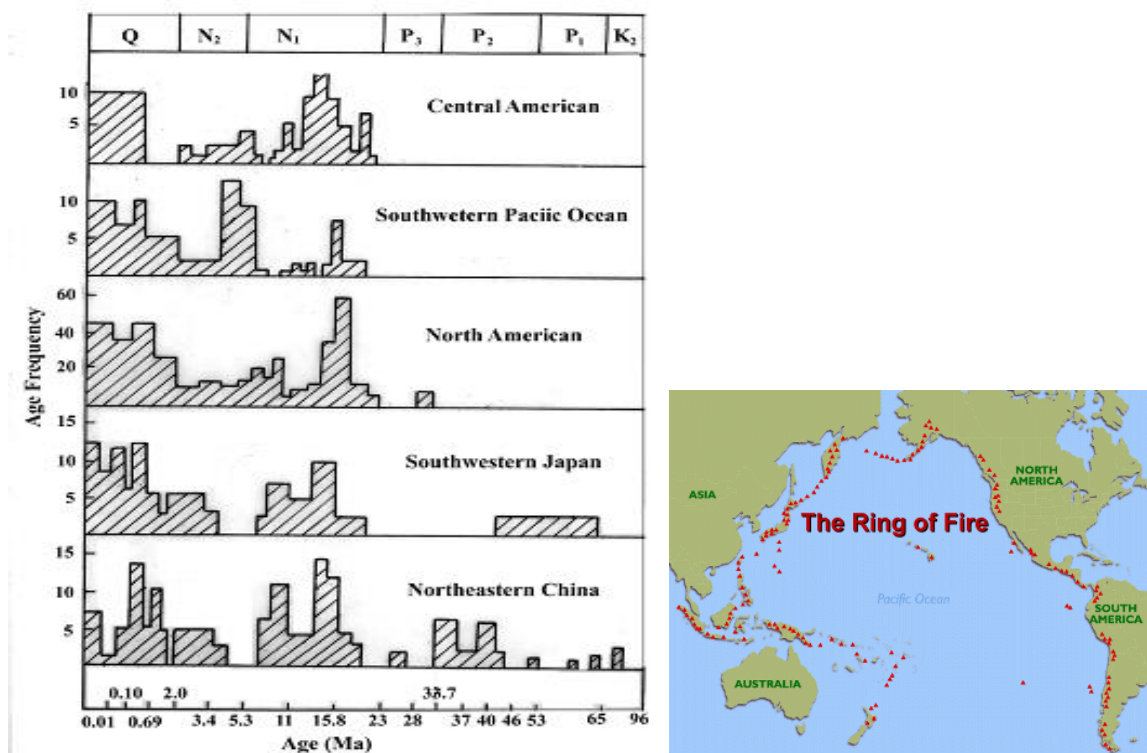 Q N₂ N₁ P₃ P₂ P₁ K₂
10
5
Central American
10
5
Southwetern Paciic Ocean
60
40
20
North American
Age Frequency
15
10
5
Southwestern Japan
15
10
5
Northeastern China
0.10 2.0 33.7
0.01 0.69 3.4 5.3 11 15.8 23 28 37 40 46 53 65 96
Age (Ma)
ASIA
NORTH
AMERICA
The Ring of Fire
Pacific Ocean
SOUTH
AMERICA
AUSTRALIA